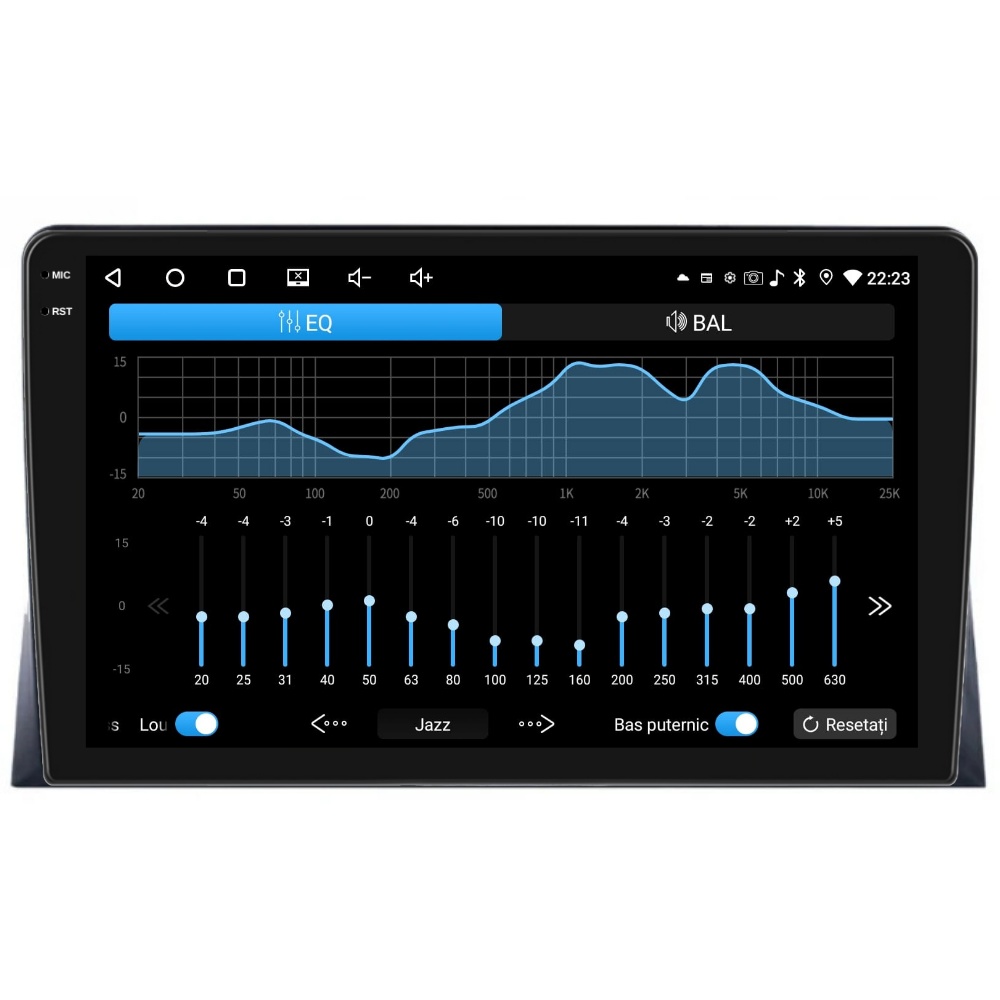 MIC
RST
22:23
EQ
BAL
15
0
-15
20 50 100 200 500 1K 2K 5K 10K 25K
-4 -4 -3 -1 0 -4 -6 -10 -10 -11 -4 -3 -2 -2 +2 +5
15
0
-15
20 25 31 40 50 63 80 100 125 160 200 250 315 400 500 630
s Lou Jazz Bas puternic Resetați